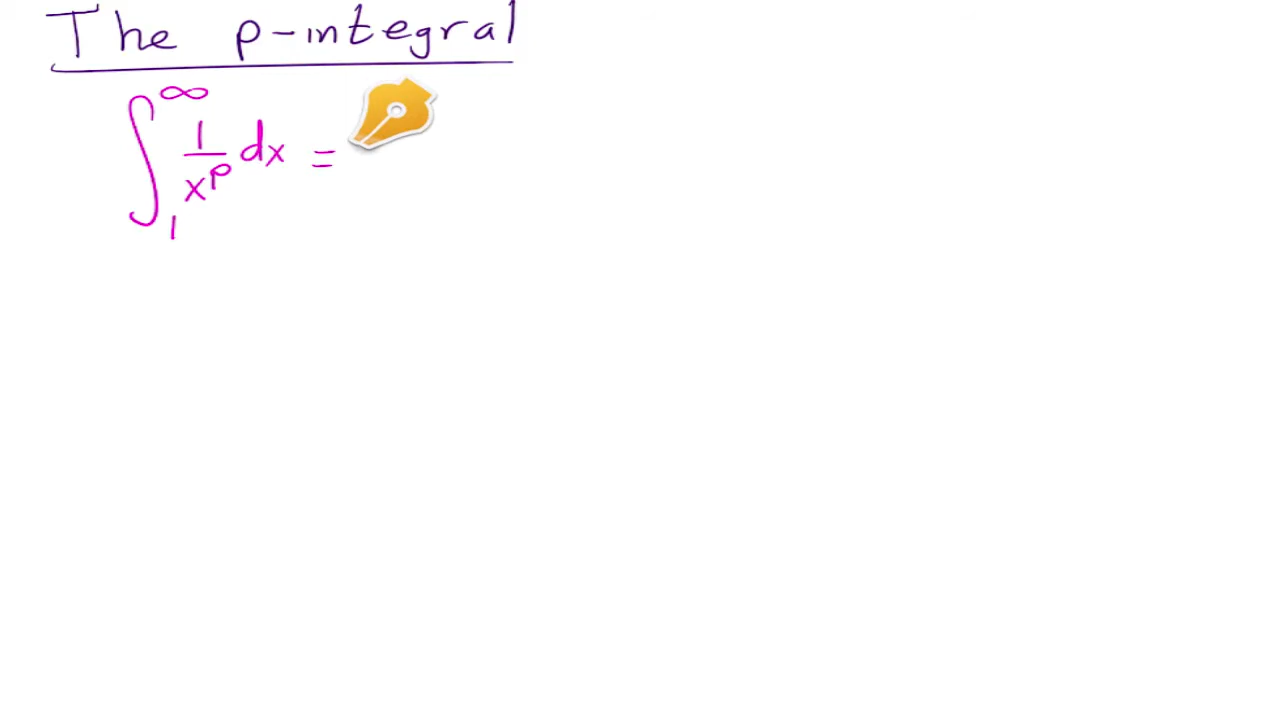 The p-integral
∫₁^∞ 1/x^p dx =